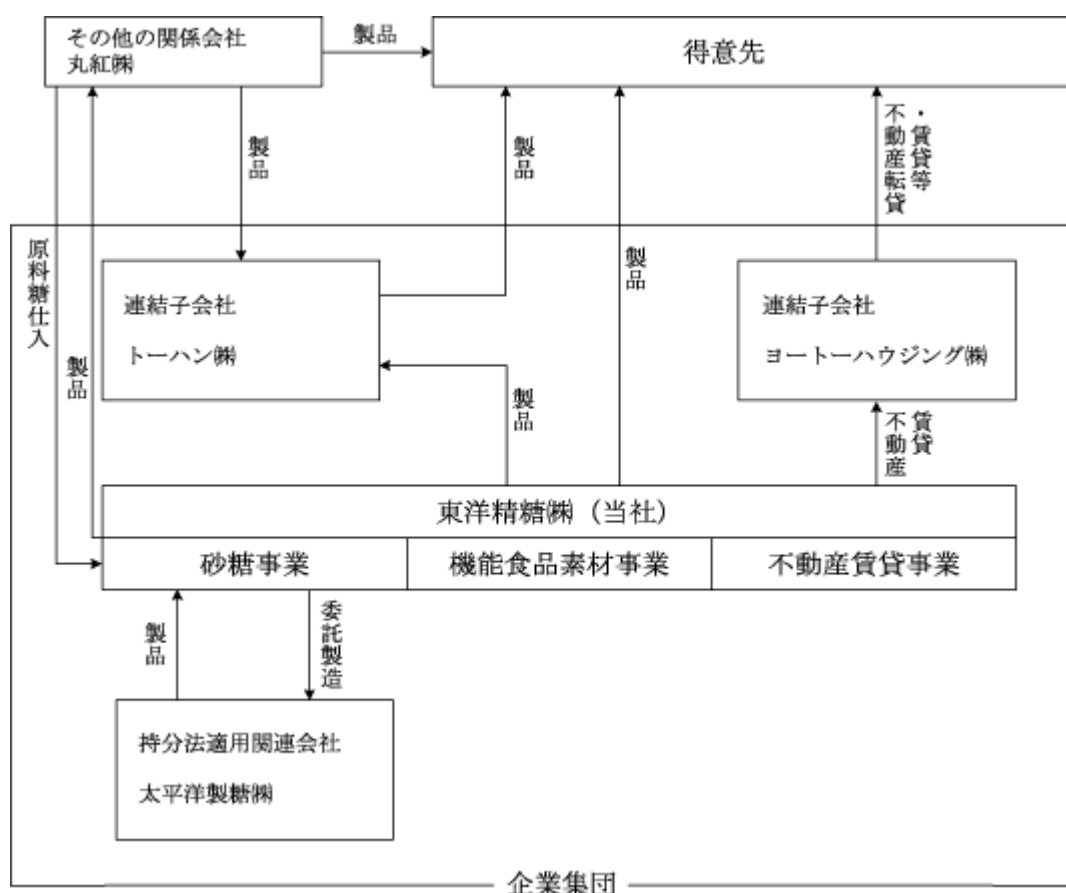 その他の関係会社
丸紅㈱
製品
得意先
製品
製品
不動産転貸
・賃貸等
原料糖仕入
製品
連結子会社
トーハン㈱
製品
連結子会社
ヨートーハウジング㈱
製品
不動産
賃貸
東洋精糖㈱（当社）
砂糖事業
機能食品素材事業
不動産賃貸事業
製品
委託製造
持分法適用関連会社
太平洋製糖㈱
企業集団